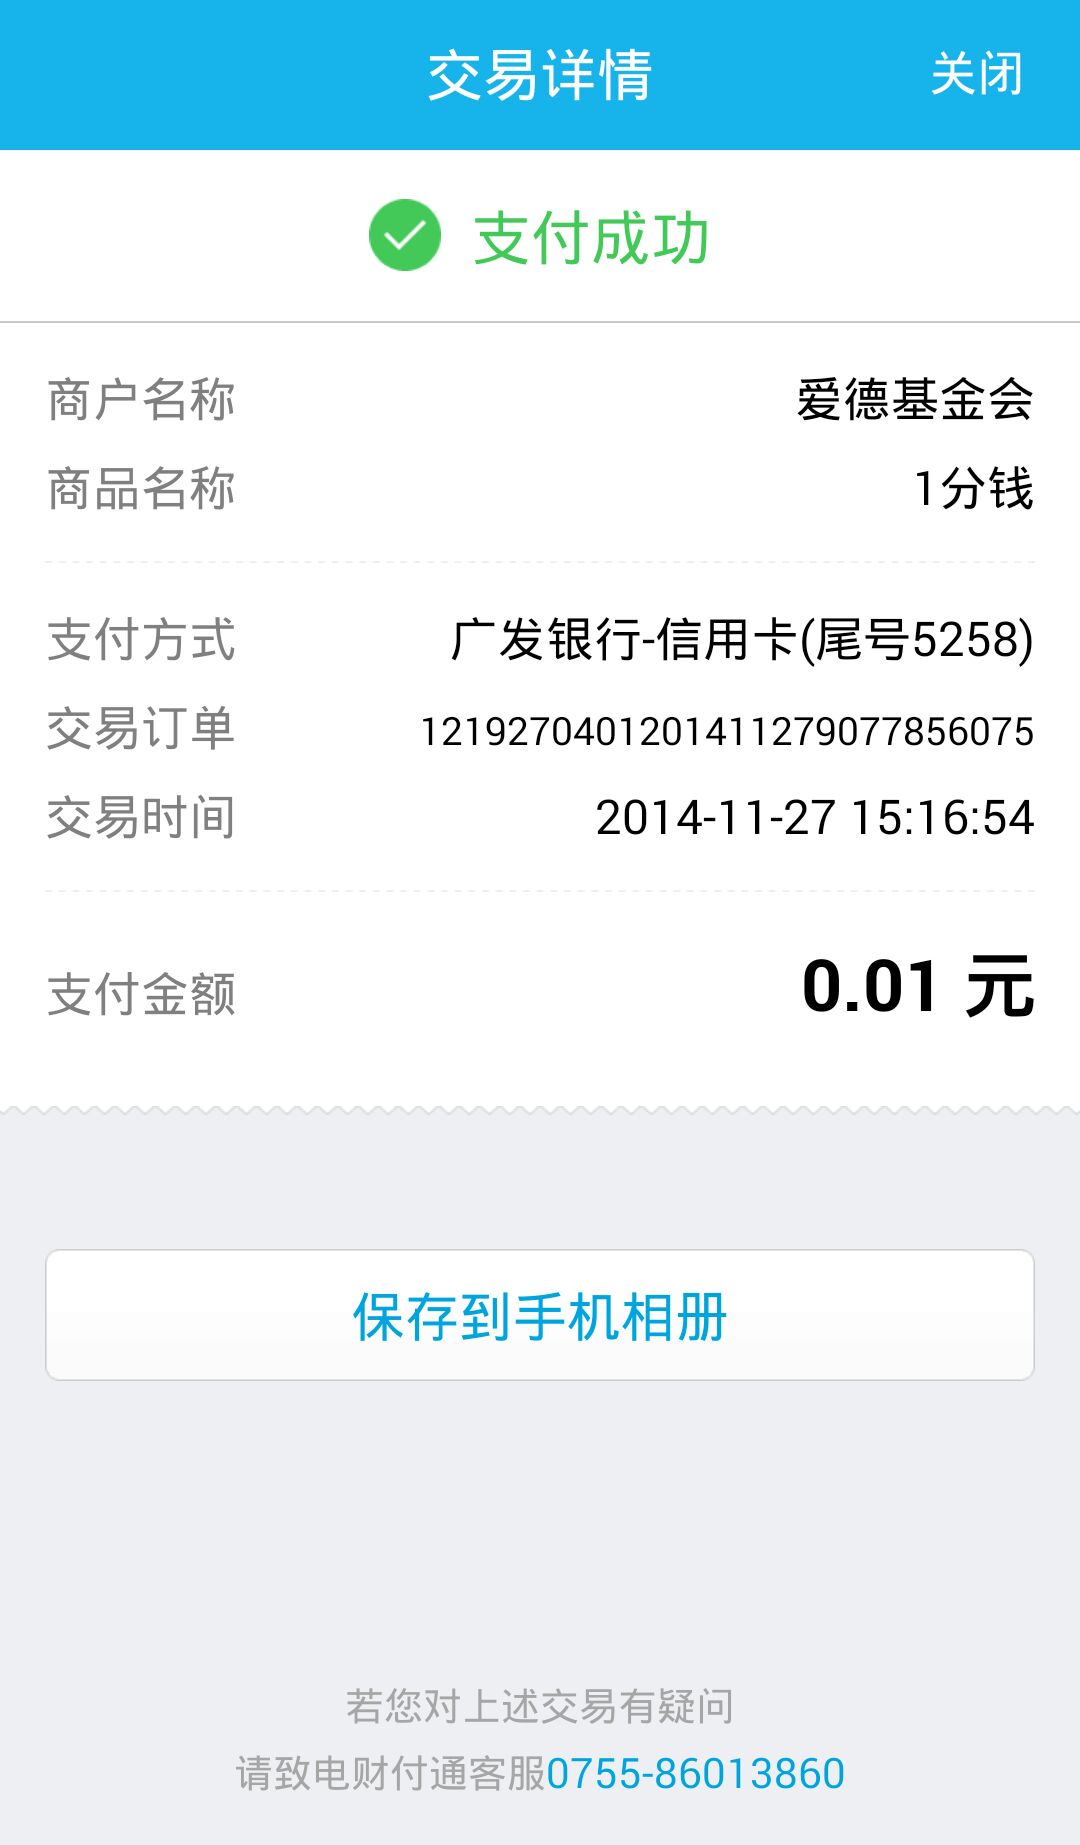 交易详情
关闭
支付成功
商户名称 爱德基金会
商品名称 1分钱
支付方式 广发银行-信用卡(尾号5258)
交易订单 1219270401201411279077856075
交易时间 2014-11-27 15:16:54
支付金额 0.01 元
保存到手机相册
若您对上述交易有疑问
请致电财付通客服0755-86013860